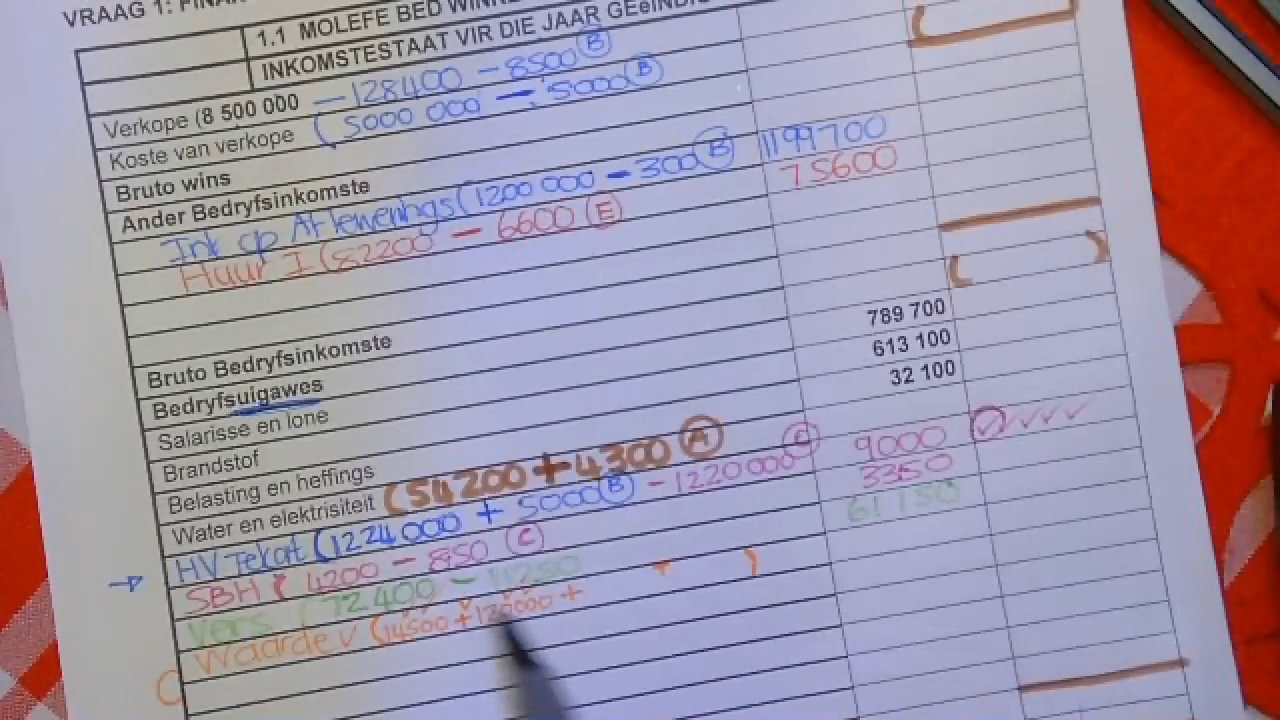 VRAAG 1: FINAN
1.1 MOLEFE BED WINK
INKOMSTESTAAT VIR DIE JAAR GEëINDIG
Verkope (8 500 000 — 128400 — 8500 (B)
Koste van verkope (5000 000 — 5000 (B)
Bruto wins
Ander Bedryfsinkomste
Ink op Aflewerings (1200 000 — 300 (B) 1199700
Huur I (82200 — 6600 (E) 75600
Bruto Bedryfsinkomste
Bedryfsuigawes
Salarisse en lone 789 700
Brandstof 613 100
Belasting en heffings 32 100
Water en elektrisiteit (54200 + 4300 (A)
HV Tekort (1224000 + 5000 (B) — 1220000 (C) 9000
SBH (4200 — 850 (C) 3350
Vers (72400 — 11250 61150
Waarde V (14500 + 120000 + )